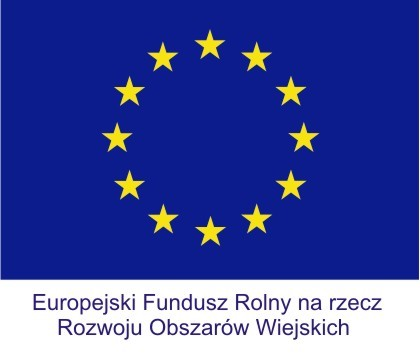 Europejski Fundusz Rolny na rzecz
Rozwoju Obszarów Wiejskich